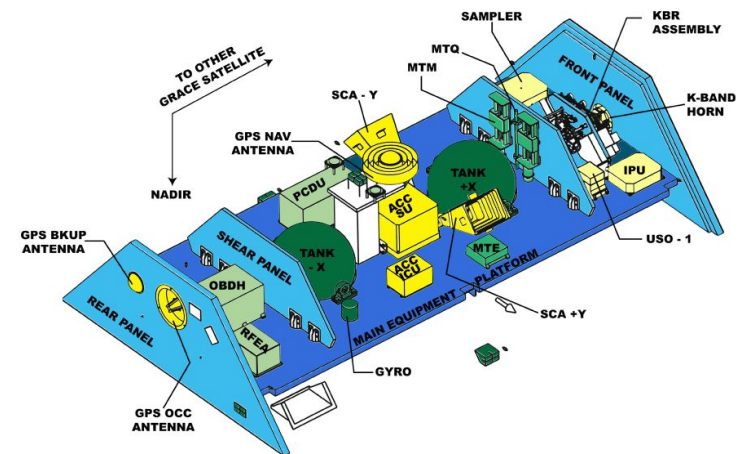 SAMPLER
KBR
ASSEMBLY
MTQ
MTM
FRONT PANEL
K-BAND
HORN
TO OTHER
GRACE SATELLITE
SCA - Y
GPS NAV
ANTENNA
NADIR
PCDU
TANK
+X
IPU
ACC
SU
USO - 1
GPS BKUP
ANTENNA
SHEAR PANEL
TANK
- X
MTE
OBDH
ACC
ICU
SCA +Y
REAR PANEL
RFEA
MAIN EQUIPMENT PLATFORM
GYRO
GPS OCC
ANTENNA